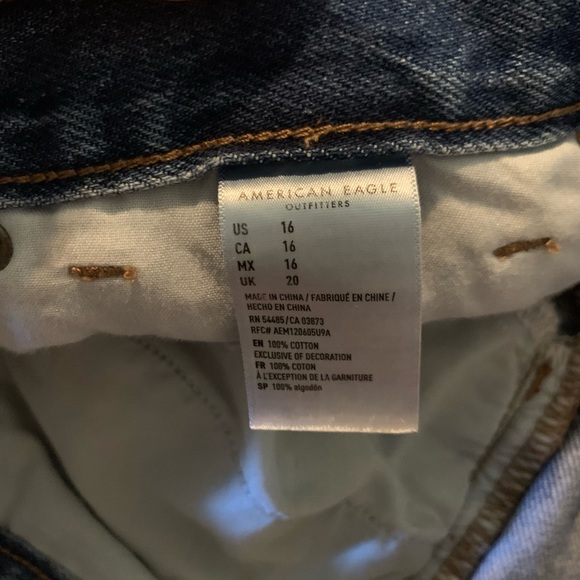 AMERICAN EAGLE
OUTFITTERS
US 16
CA 16
MX 16
UK 20
MADE IN CHINA / FABRIQUÉ EN CHINE /
HECHO EN CHINA
RN 54485/CA 03873
RFC# AEM120605U9A
EN 100% COTTON
EXCLUSIVE OF DECORATION
FR 100% COTON
À L'EXCEPTION DE LA GARNITURE
SP 100% algodón